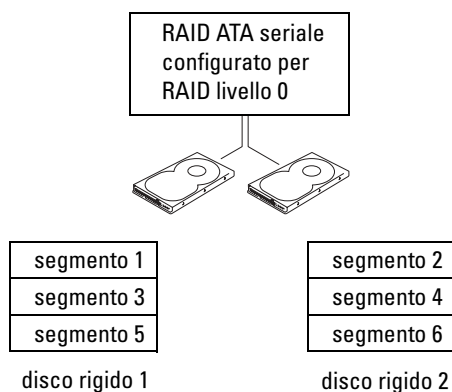 RAID ATA seriale
configurato per
RAID livello 0
segmento 1
segmento 3
segmento 5
disco rigido 1
segmento 2
segmento 4
segmento 6
disco rigido 2